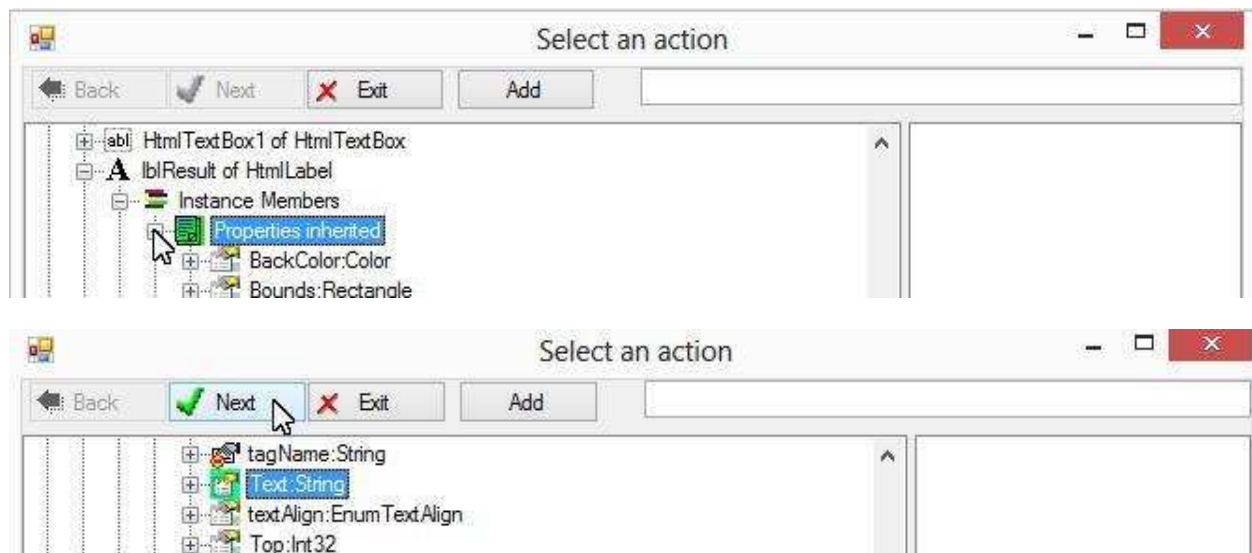 Select an action
Back Next Exit Add
HtmlTextBox1 of HtmlTextBox
lblResult of HtmlLabel
Instance Members
Properties inherited
BackColor:Color
Bounds:Rectangle
Select an action
Back Next Exit Add
tagName:String
Text:String
textAlign:EnumTextAlign
Top:Int32